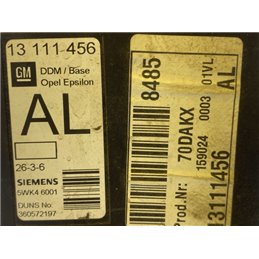 13 111-456
GM
DDM / Base
Opel Epsilon
AL
26-3-6
SIEMENS
5WK4 6001
DUNS No:
360572197
8485
01VL
AL
70DAKX
159024 0003
Prod.Nr:
13111456